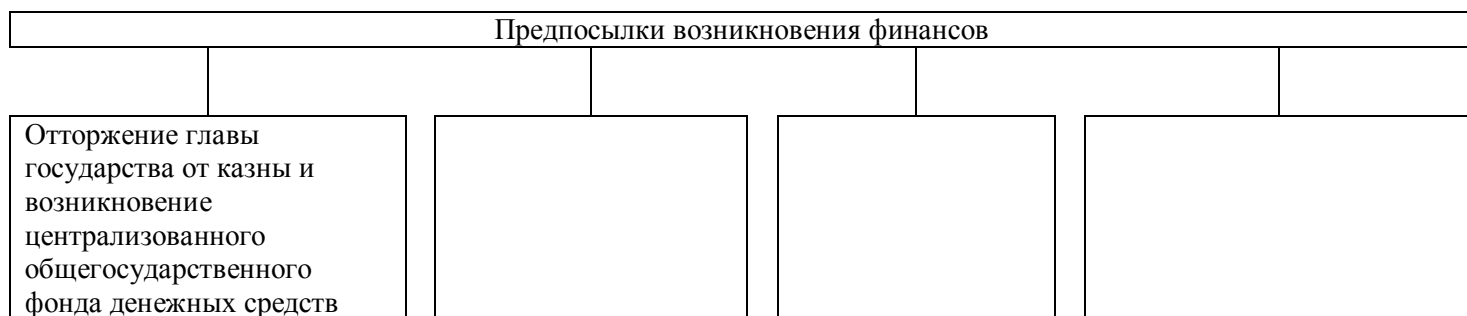 Предпосылки возникновения финансов
Отторжение главы
государства от казны и
возникновение
централизованного
общегосударственного
фонда денежных средств